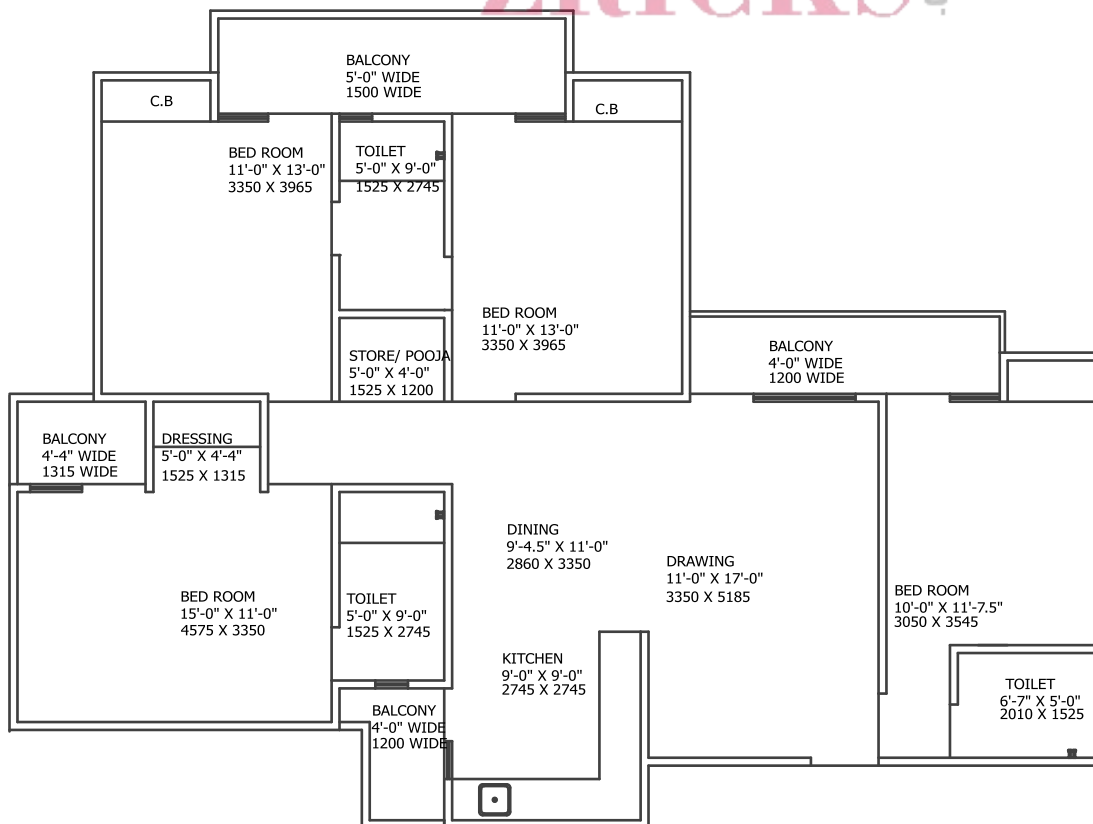 ZRICKS
BALCONY
5'-0" WIDE
1500 WIDE
C.B
C.B
BED ROOM
11'-0" X 13'-0"
3350 X 3965
TOILET
5'-0" X 9'-0"
1525 X 2745
BED ROOM
11'-0" X 13'-0"
3350 X 3965
STORE/ POOJA
5'-0" X 4'-0"
1525 X 1200
BALCONY
4'-0" WIDE
1200 WIDE
BALCONY
4'-4" WIDE
1315 WIDE
DRESSING
5'-0" X 4'-4"
1525 X 1315
DINING
9'-4.5" X 11'-0"
2860 X 3350
DRAWING
11'-0" X 17'-0"
3350 X 5185
BED ROOM
15'-0" X 11'-0"
4575 X 3350
TOILET
5'-0" X 9'-0"
1525 X 2745
BED ROOM
10'-0" X 11'-7.5"
3050 X 3545
KITCHEN
9'-0" X 9'-0"
2745 X 2745
TOILET
6'-7" X 5'-0"
2010 X 1525
BALCONY
4'-0" WIDE
1200 WIDE